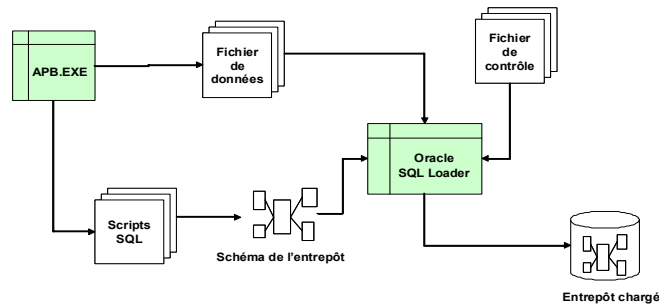 APB.EXE
Fichier
de
données
Fichier
de
contrôle
Oracle
SQL Loader
Scripts
SQL
Schéma de l'entrepôt
Entrepôt chargé